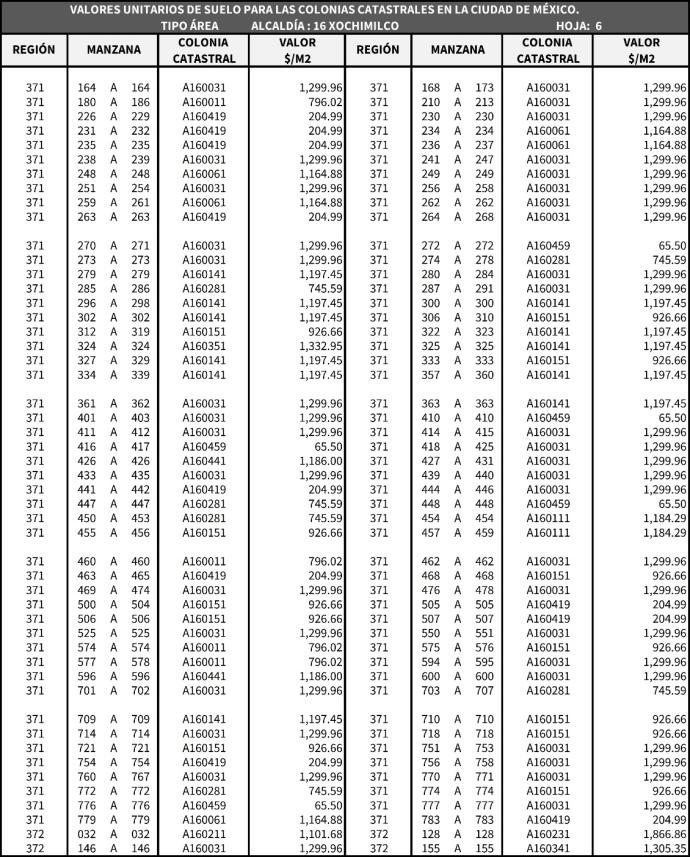 VALORES UNITARIOS DE SUELO PARA LAS COLONIAS CATASTRALES EN LA CIUDAD DE MÉXICO.
TIPO ÁREA ALCALDÍA : 16 XOCHIMILCO HOJA: 6
REGIÓN MANZANA COLONIA CATASTRAL VALOR $/M2 REGIÓN MANZANA COLONIA CATASTRAL VALOR $/M2
371 164 A 164 A160031 1,299.96 371 168 A 173 A160031 1,299.96
371 180 A 186 A160011 796.02 371 210 A 213 A160031 1,299.96
371 226 A 229 A160419 204.99 371 230 A 230 A160031 1,299.96
371 231 A 232 A160419 204.99 371 234 A 234 A160061 1,164.88
371 235 A 235 A160419 204.99 371 236 A 237 A160061 1,164.88
371 238 A 239 A160031 1,299.96 371 241 A 247 A160031 1,299.96
371 248 A 248 A160061 1,164.88 371 249 A 249 A160031 1,299.96
371 251 A 254 A160031 1,299.96 371 256 A 258 A160031 1,299.96
371 259 A 261 A160061 1,164.88 371 262 A 262 A160031 1,299.96
371 263 A 263 A160419 204.99 371 264 A 268 A160031 1,299.96
371 270 A 271 A160031 1,299.96 371 272 A 272 A160459 65.50
371 273 A 273 A160031 1,299.96 371 274 A 278 A160281 745.59
371 279 A 279 A160141 1,197.45 371 280 A 284 A160031 1,299.96
371 285 A 286 A160281 745.59 371 287 A 291 A160031 1,299.96
371 296 A 298 A160141 1,197.45 371 300 A 300 A160141 1,197.45
371 302 A 302 A160141 1,197.45 371 306 A 310 A160151 926.66
371 312 A 319 A160151 926.66 371 322 A 323 A160141 1,197.45
371 324 A 324 A160351 1,332.95 371 325 A 325 A160141 1,197.45
371 327 A 329 A160141 1,197.45 371 333 A 333 A160151 926.66
371 334 A 339 A160141 1,197.45 371 357 A 360 A160141 1,197.45
371 361 A 362 A160031 1,299.96 371 363 A 363 A160141 1,197.45
371 401 A 403 A160031 1,299.96 371 410 A 410 A160459 65.50
371 411 A 412 A160031 1,299.96 371 414 A 415 A160031 1,299.96
371 416 A 417 A160459 65.50 371 418 A 425 A160031 1,299.96
371 426 A 426 A160441 1,186.00 371 427 A 431 A160031 1,299.96
371 433 A 435 A160031 1,299.96 371 439 A 440 A160031 1,299.96
371 441 A 442 A160419 204.99 371 444 A 446 A160031 1,299.96
371 447 A 447 A160281 745.59 371 448 A 448 A160459 65.50
371 450 A 453 A160281 745.59 371 454 A 454 A160111 1,184.29
371 455 A 456 A160151 926.66 371 457 A 459 A160111 1,184.29
371 460 A 460 A160011 796.02 371 462 A 462 A160031 1,299.96
371 463 A 465 A160419 204.99 371 468 A 468 A160151 926.66
371 469 A 474 A160031 1,299.96 371 476 A 478 A160031 1,299.96
371 500 A 504 A160151 926.66 371 505 A 505 A160419 204.99
371 506 A 506 A160151 926.66 371 507 A 507 A160419 204.99
371 525 A 525 A160031 1,299.96 371 550 A 551 A160031 1,299.96
371 574 A 574 A160011 796.02 371 575 A 576 A160151 926.66
371 577 A 578 A160011 796.02 371 594 A 595 A160031 1,299.96
371 596 A 596 A160441 1,186.00 371 600 A 600 A160031 1,299.96
371 701 A 702 A160031 1,299.96 371 703 A 707 A160281 745.59
371 709 A 709 A160141 1,197.45 371 710 A 710 A160151 926.66
371 714 A 714 A160031 1,299.96 371 718 A 718 A160151 926.66
371 721 A 721 A160151 926.66 371 751 A 753 A160031 1,299.96
371 754 A 754 A160419 204.99 371 756 A 758 A160031 1,299.96
371 760 A 767 A160031 1,299.96 371 770 A 771 A160031 1,299.96
371 772 A 772 A160281 745.59 371 774 A 774 A160151 926.66
371 776 A 776 A160459 65.50 371 777 A 777 A160031 1,299.96
371 779 A 779 A160061 1,164.88 371 783 A 783 A160419 204.99
372 032 A 032 A160211 1,101.68 372 128 A 128 A160231 1,866.86
372 146 A 146 A160031 1,299.96 372 155 A 155 A160341 1,305.35